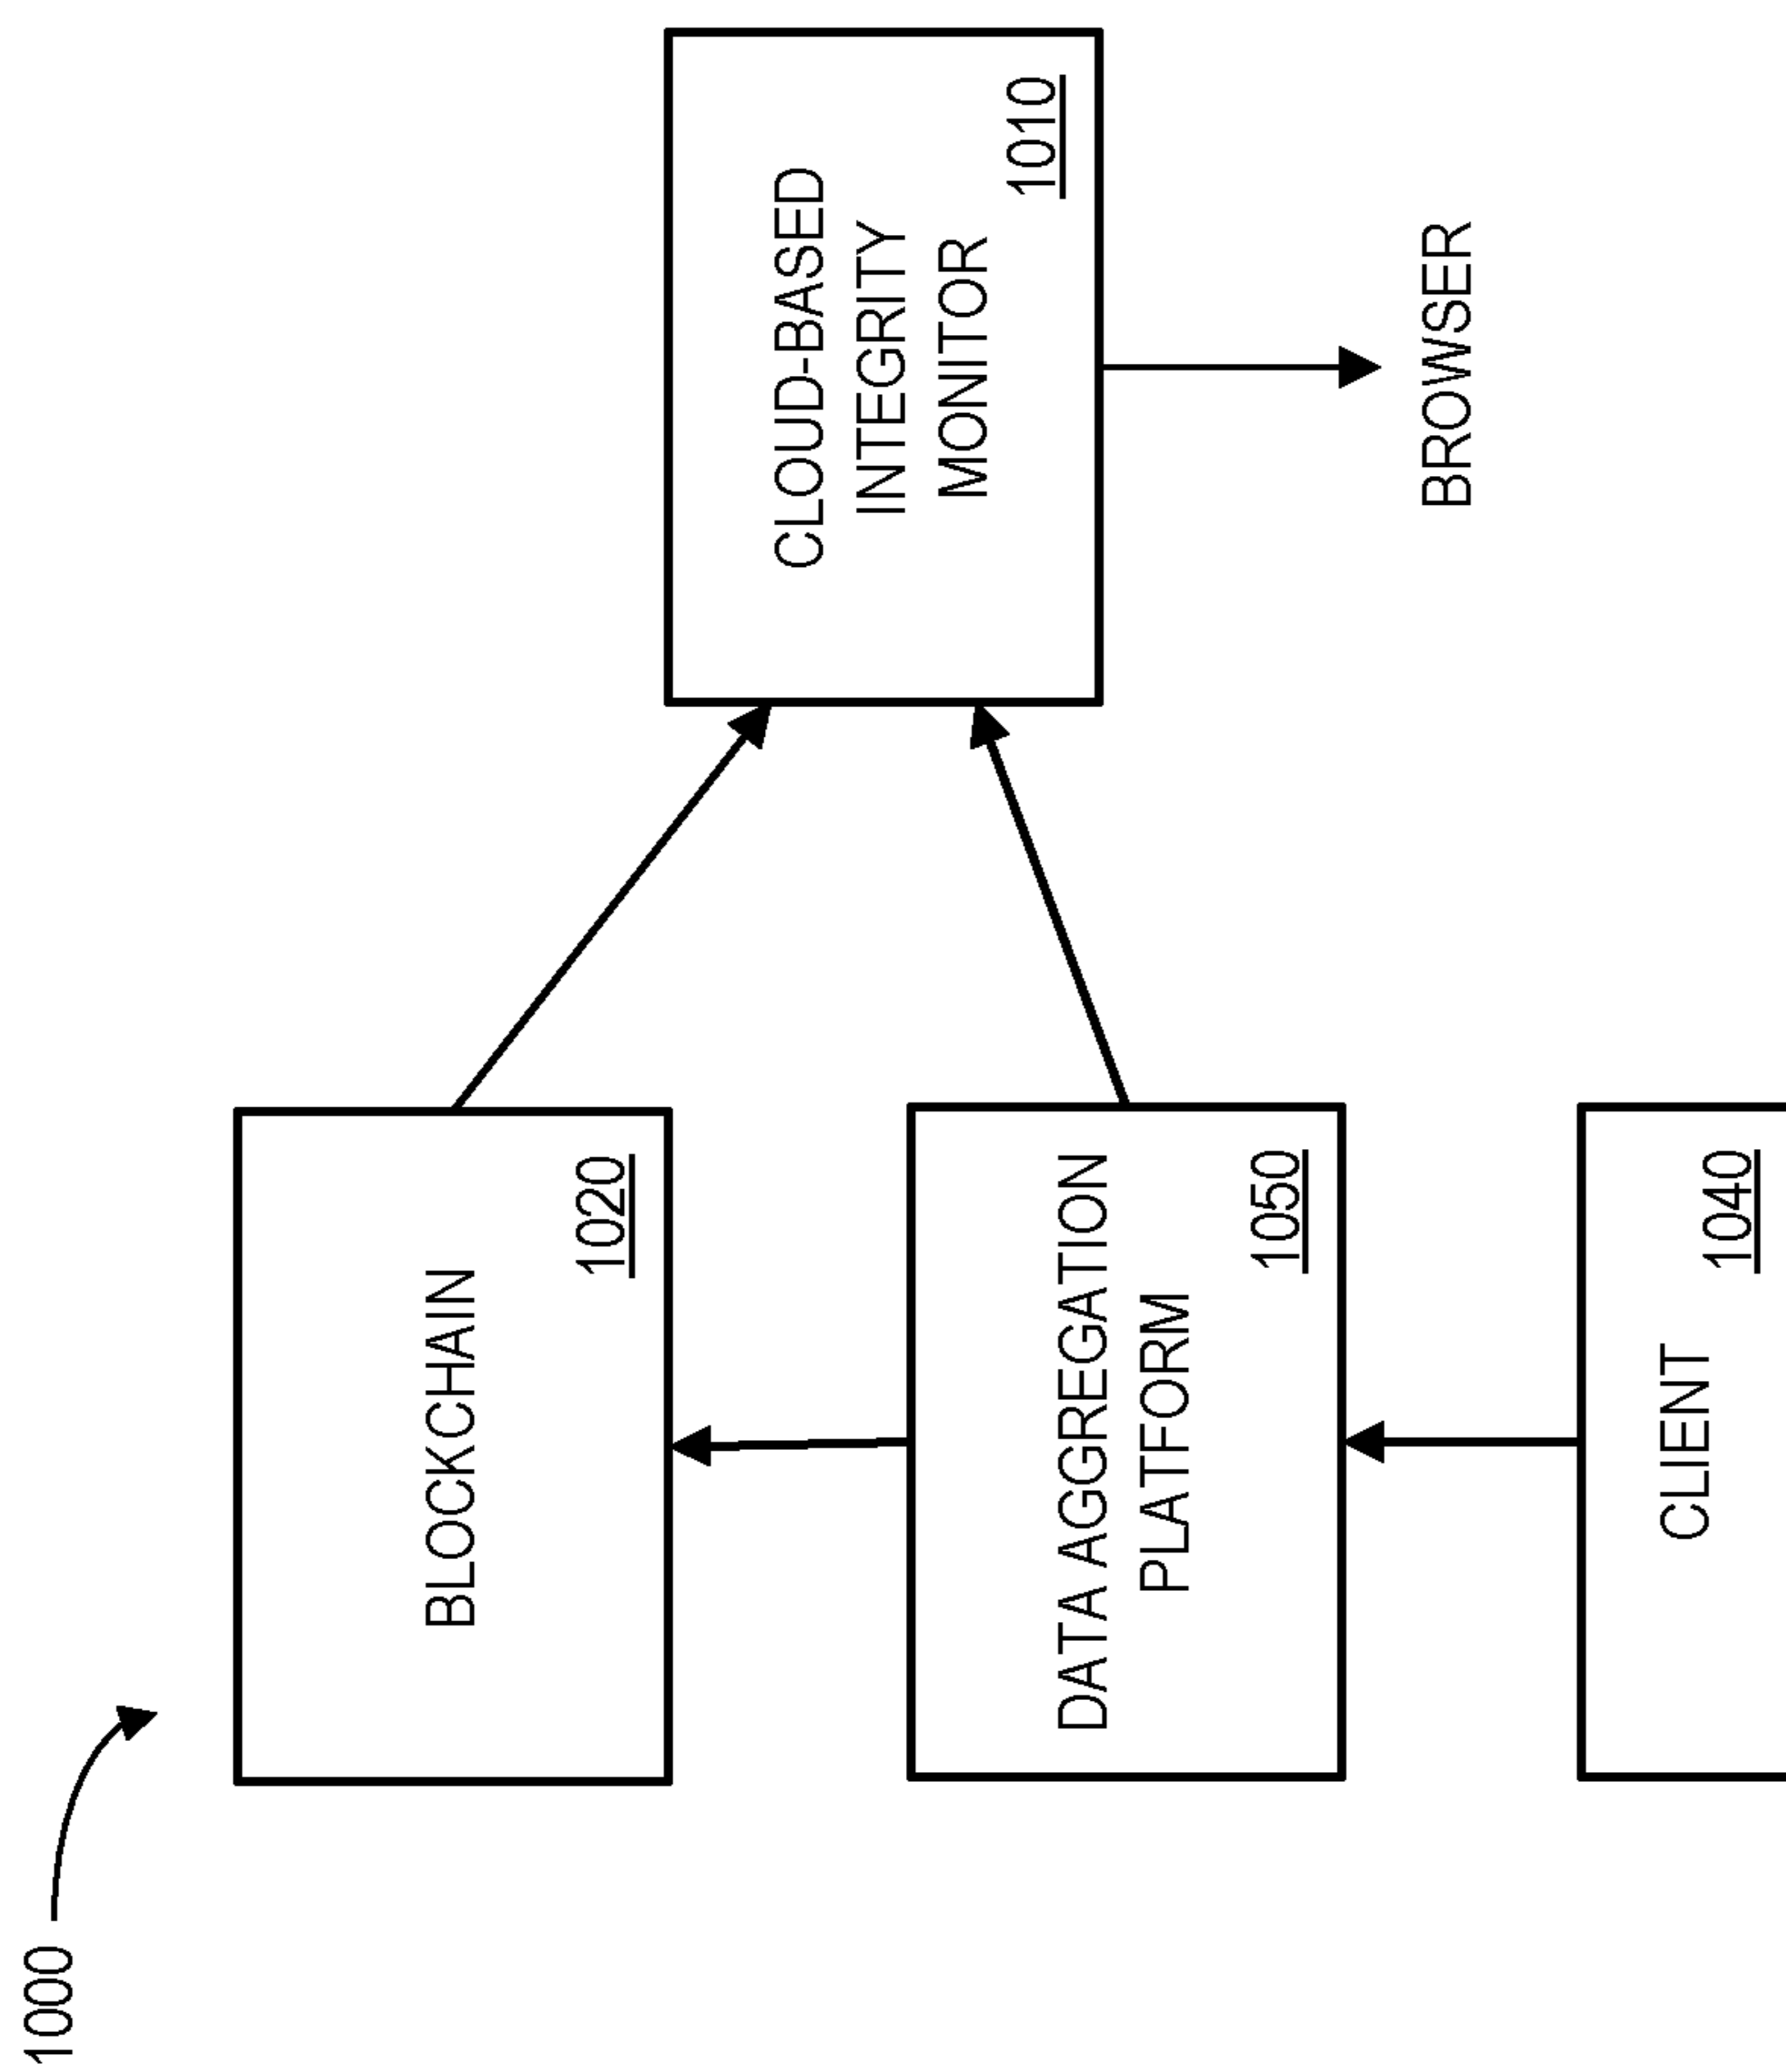 1000
CLOUD-BASED
INTEGRITY
MONITOR
1010
BROWSER
BLOCKCHAIN
1020
DATA AGGREGATION
PLATFORM
1050
CLIENT
1040